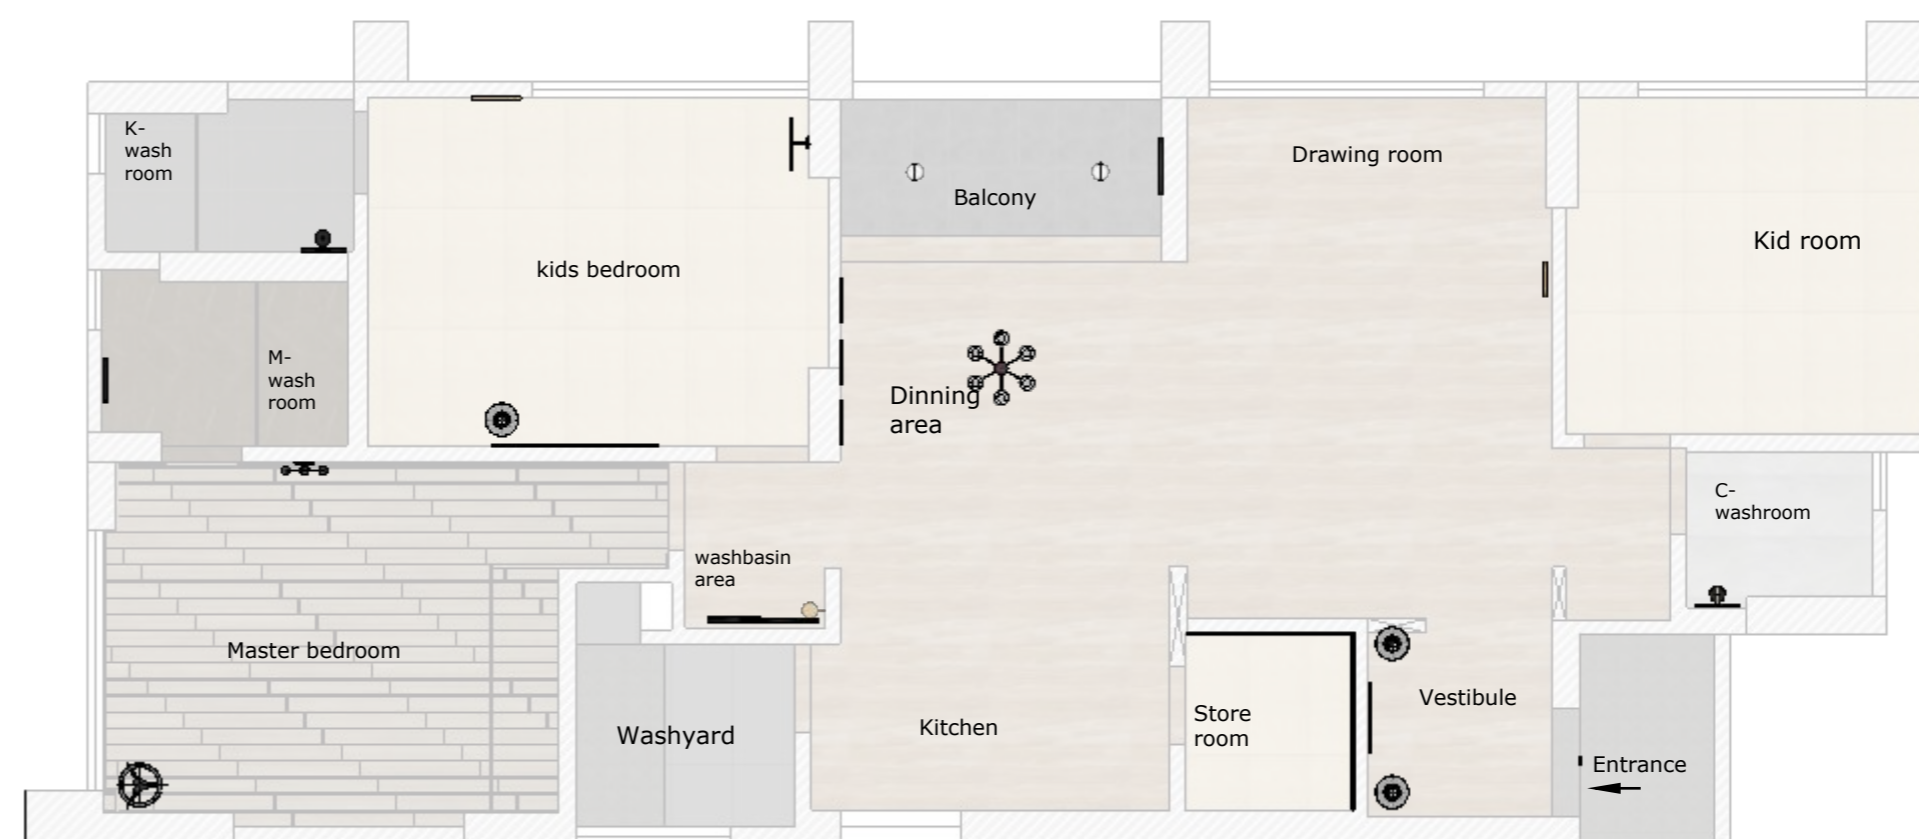 K-
wash
room
Drawing room
Balcony
Kid room
kids bedroom
M-
wash
room
Dinning
area
C-
washroom
washbasin
area
Master bedroom
Washyard
Kitchen
Store
room
Vestibule
Entrance